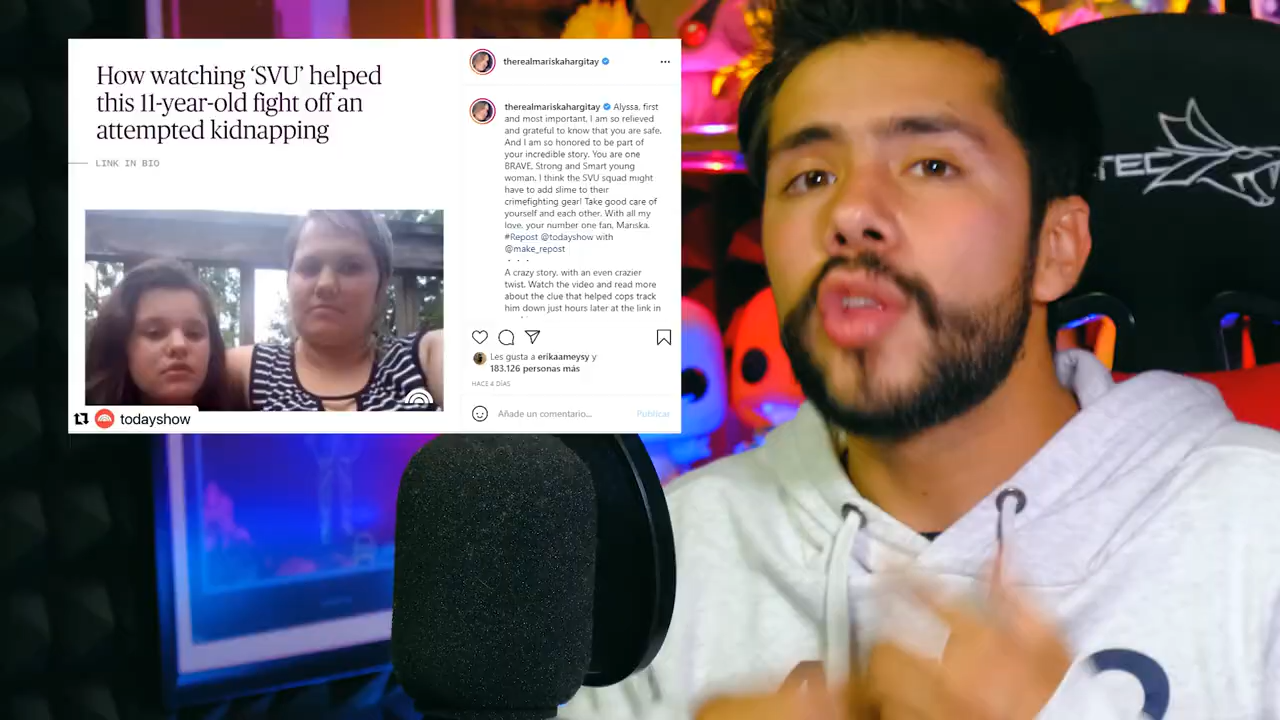 How watching ‘SVU’ helped
this 11-year-old fight off an
attempted kidnapping
LINK IN BIO
todayshow
therealmariskahargitay
therealmariskahargitay Alyssa, first
and most important, I am so relieved
and grateful to know that you are safe.
And I am so honored to be part of
your incredible story. You are one
BRAVE, Strong and Smart young
woman. I think the SVU squad might
have to add slime to their
crimefighting gear! Take good care of
yourself and each other. With all my
love, your number one fan, Mariska.
#Repost @todayshow with
@make_repost
・・・
A crazy story, with an even crazier
twist. Watch the video and read more
about the clue that helped cops track
him down just hours later at the link in
Les gusta a erikaameysy y
183.126 personas más
HACE 4 DÍAS
Añade un comentario...
Publicar
TEC